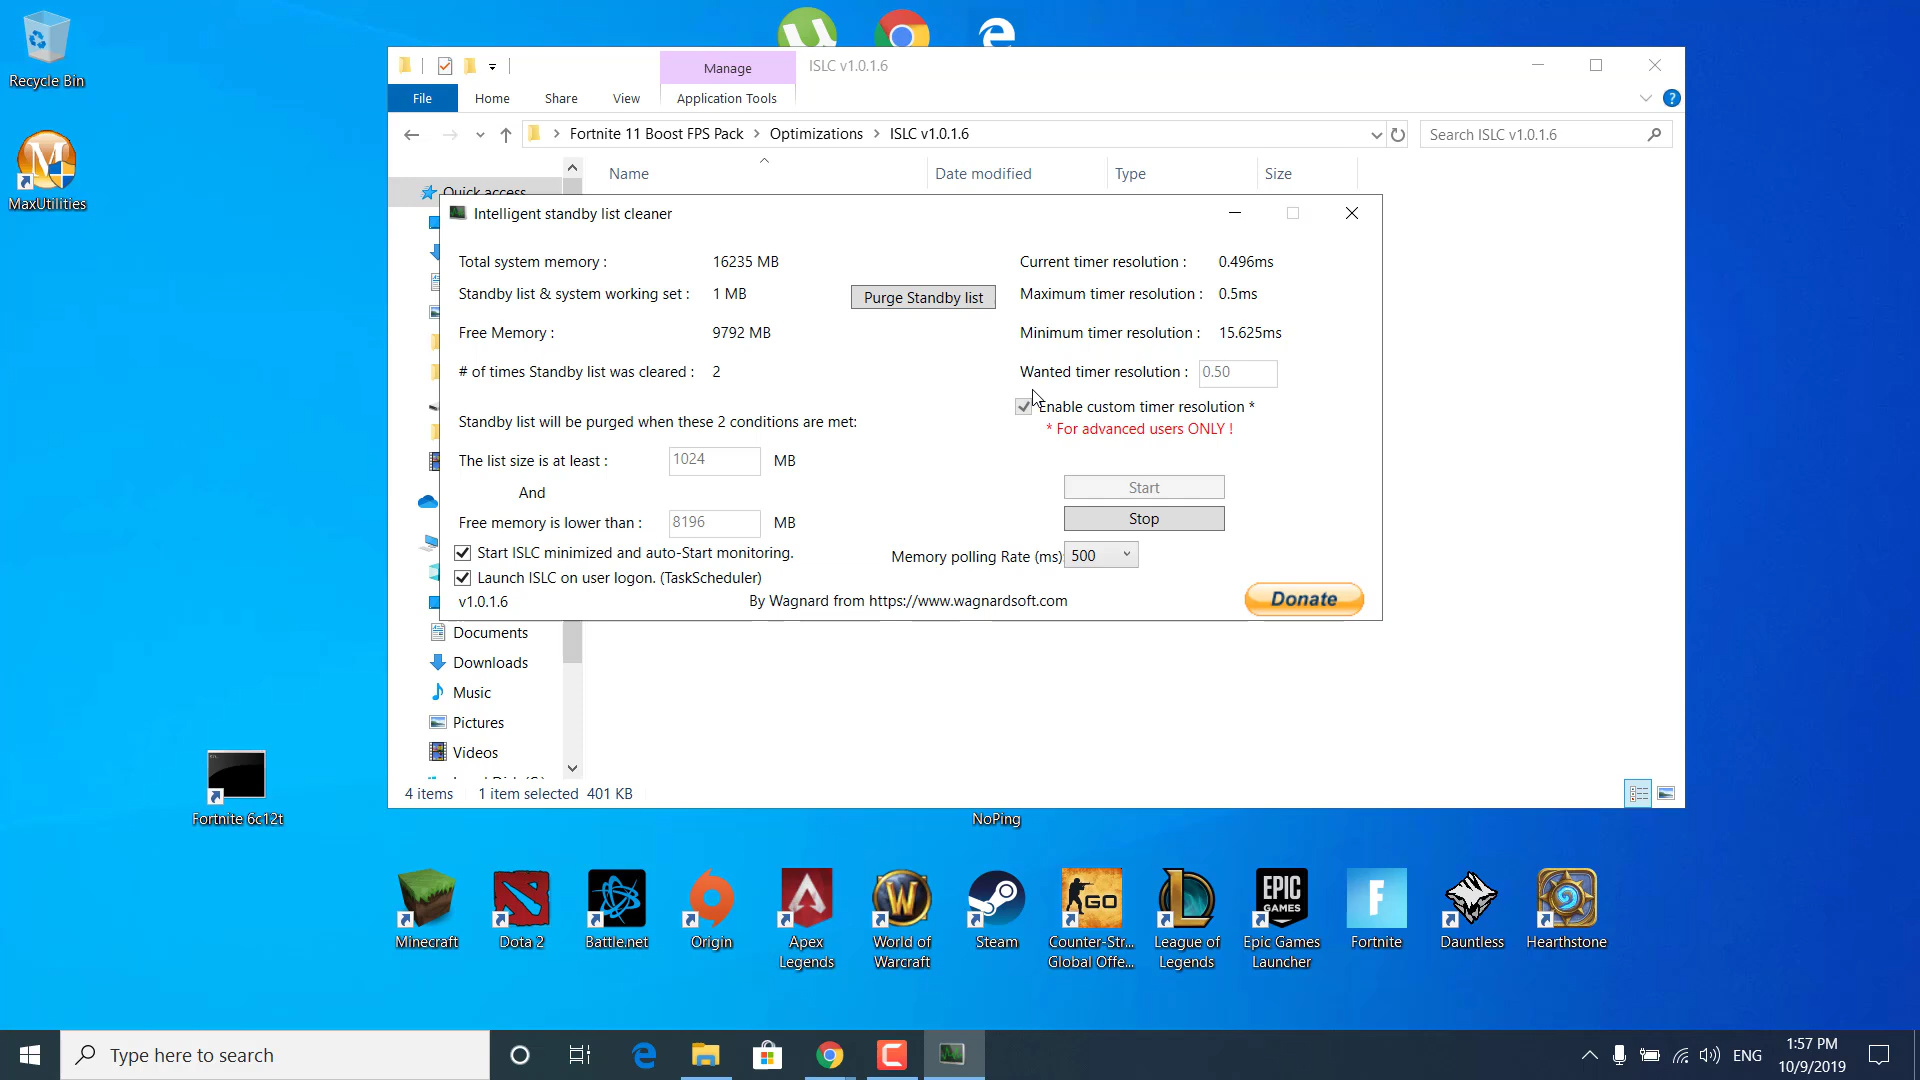 Recycle Bin
MaxUtilities
Manage
ISLC v1.0.1.6
File
Home
Share
View
Application Tools
Fortnite 11 Boost FPS Pack
Optimizations
ISLC v1.0.1.6
Search ISLC v1.0.1.6
Name
Date modified
Type
Size
Quick access
Intelligent standby list cleaner
Total system memory : 16235 MB
Standby list & system working set : 1 MB
Purge Standby list
Free Memory : 9792 MB
# of times Standby list was cleared : 2
Current timer resolution : 0.496ms
Maximum timer resolution : 0.5ms
Minimum timer resolution : 15.625ms
Wanted timer resolution : 0.50
Enable custom timer resolution *
* For advanced users ONLY !
Standby list will be purged when these 2 conditions are met:
The list size is at least : 1024 MB
And
Free memory is lower than : 8196 MB
Start
Stop
Start ISLC minimized and auto-Start monitoring.
Memory polling Rate (ms) 500
Launch ISLC on user logon. (TaskScheduler)
v1.0.1.6
By Wagnard from https://www.wagnardsoft.com
Donate
Documents
Downloads
Music
Pictures
Videos
4 items
1 item selected 401 KB
Fortnite 6c12t
NoPing
GO
EPIC
GAMES
Minecraft
Dota 2
Battle.net
Origin
Apex
Legends
World of
Warcraft
Steam
Counter-Str...
Global Offe...
League of
Legends
Epic Games
Launcher
Fortnite
Dauntless
Hearthstone
Type here to search
ENG
1:57 PM
10/9/2019